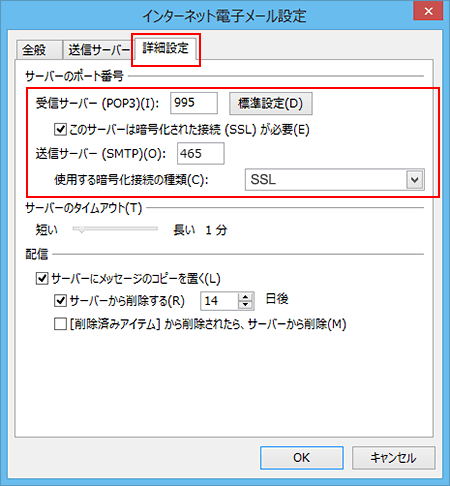 インターネット電子メール設定
全般 送信サーバー 詳細設定
サーバーのポート番号
受信サーバー (POP3)(I): 995 標準設定(D)
このサーバーは暗号化された接続 (SSL) が必要(E)
送信サーバー (SMTP)(O): 465
使用する暗号化接続の種類(C): SSL
サーバーのタイムアウト(T)
短い 長い 1 分
配信
サーバーにメッセージのコピーを置く(L)
サーバーから削除する(R) 14 日後
[削除済みアイテム] から削除されたら、サーバーから削除(M)
OK キャンセル